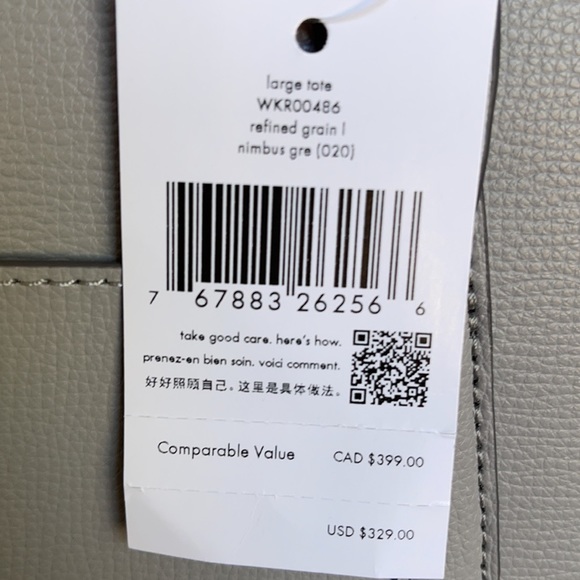 large tote
WKR00486
refined grain l
nimbus gre (020)
7 67883 26256 6
take good care. here's how.
prenez-en bien soin. voici comment.
好好照顾自己。这里是具体做法。
Comparable Value CAD $399.00
USD $329.00